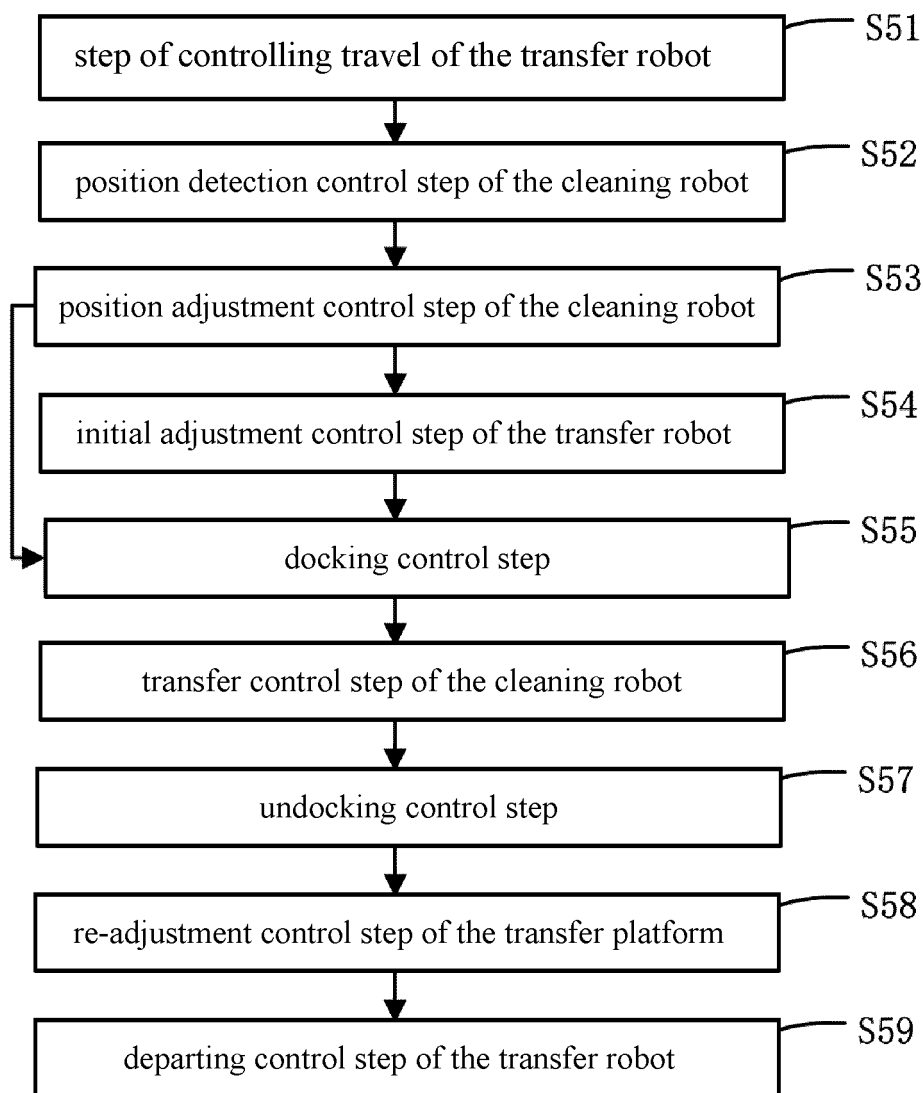 step of controlling travel of the transfer robot
S51
position detection control step of the cleaning robot
S52
position adjustment control step of the cleaning robot
S53
initial adjustment control step of the transfer robot
S54
docking control step
S55
transfer control step of the cleaning robot
S56
undocking control step
S57
re-adjustment control step of the transfer platform
S58
departing control step of the transfer robot
S59